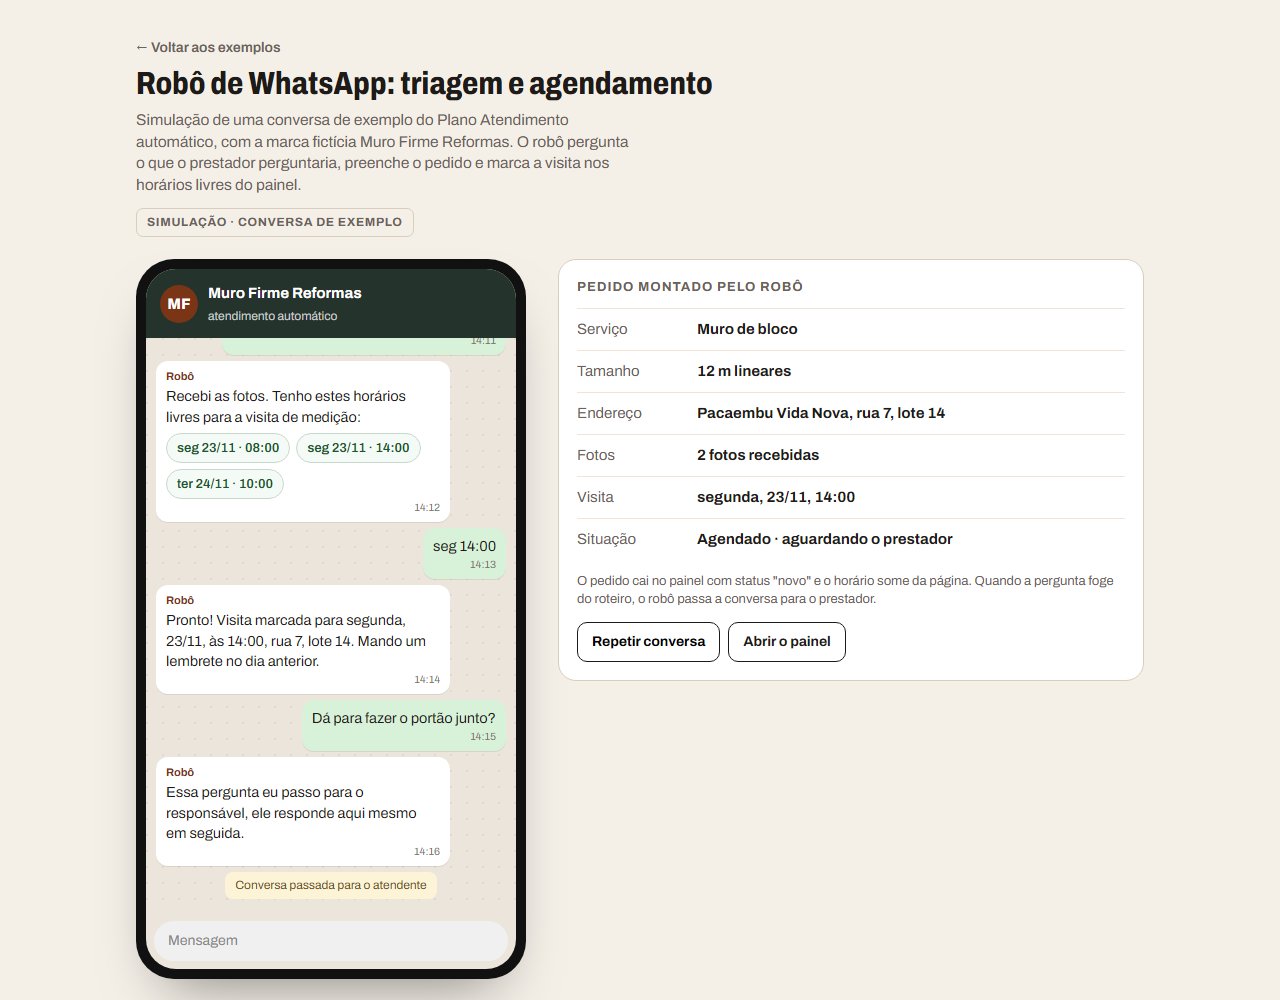 ← Voltar aos exemplos
Robô de WhatsApp: triagem e agendamento
Simulação de uma conversa de exemplo do Plano Atendimento
automático, com a marca fictícia Muro Firme Reformas. O robô pergunta
o que o prestador perguntaria, preenche o pedido e marca a visita nos
horários livres do painel.
SIMULAÇÃO · CONVERSA DE EXEMPLO
MF
Muro Firme Reformas
atendimento automático
14:11
Robô
Recebi as fotos. Tenho estes horários
livres para a visita de medição:
seg 23/11 · 08:00
seg 23/11 · 14:00
ter 24/11 · 10:00
14:12
seg 14:00
14:13
Robô
Pronto! Visita marcada para segunda,
23/11, às 14:00, rua 7, lote 14. Mando um
lembrete no dia anterior.
14:14
Dá para fazer o portão junto?
14:15
Robô
Essa pergunta eu passo para o
responsável, ele responde aqui mesmo
em seguida.
14:16
Conversa passada para o atendente
Mensagem
PEDIDO MONTADO PELO ROBÔ
Serviço Muro de bloco
Tamanho 12 m lineares
Endereço Pacaembu Vida Nova, rua 7, lote 14
Fotos 2 fotos recebidas
Visita segunda, 23/11, 14:00
Situação Agendado · aguardando o prestador
O pedido cai no painel com status "novo" e o horário some da página. Quando a pergunta foge
do roteiro, o robô passa a conversa para o prestador.
Repetir conversa
Abrir o painel